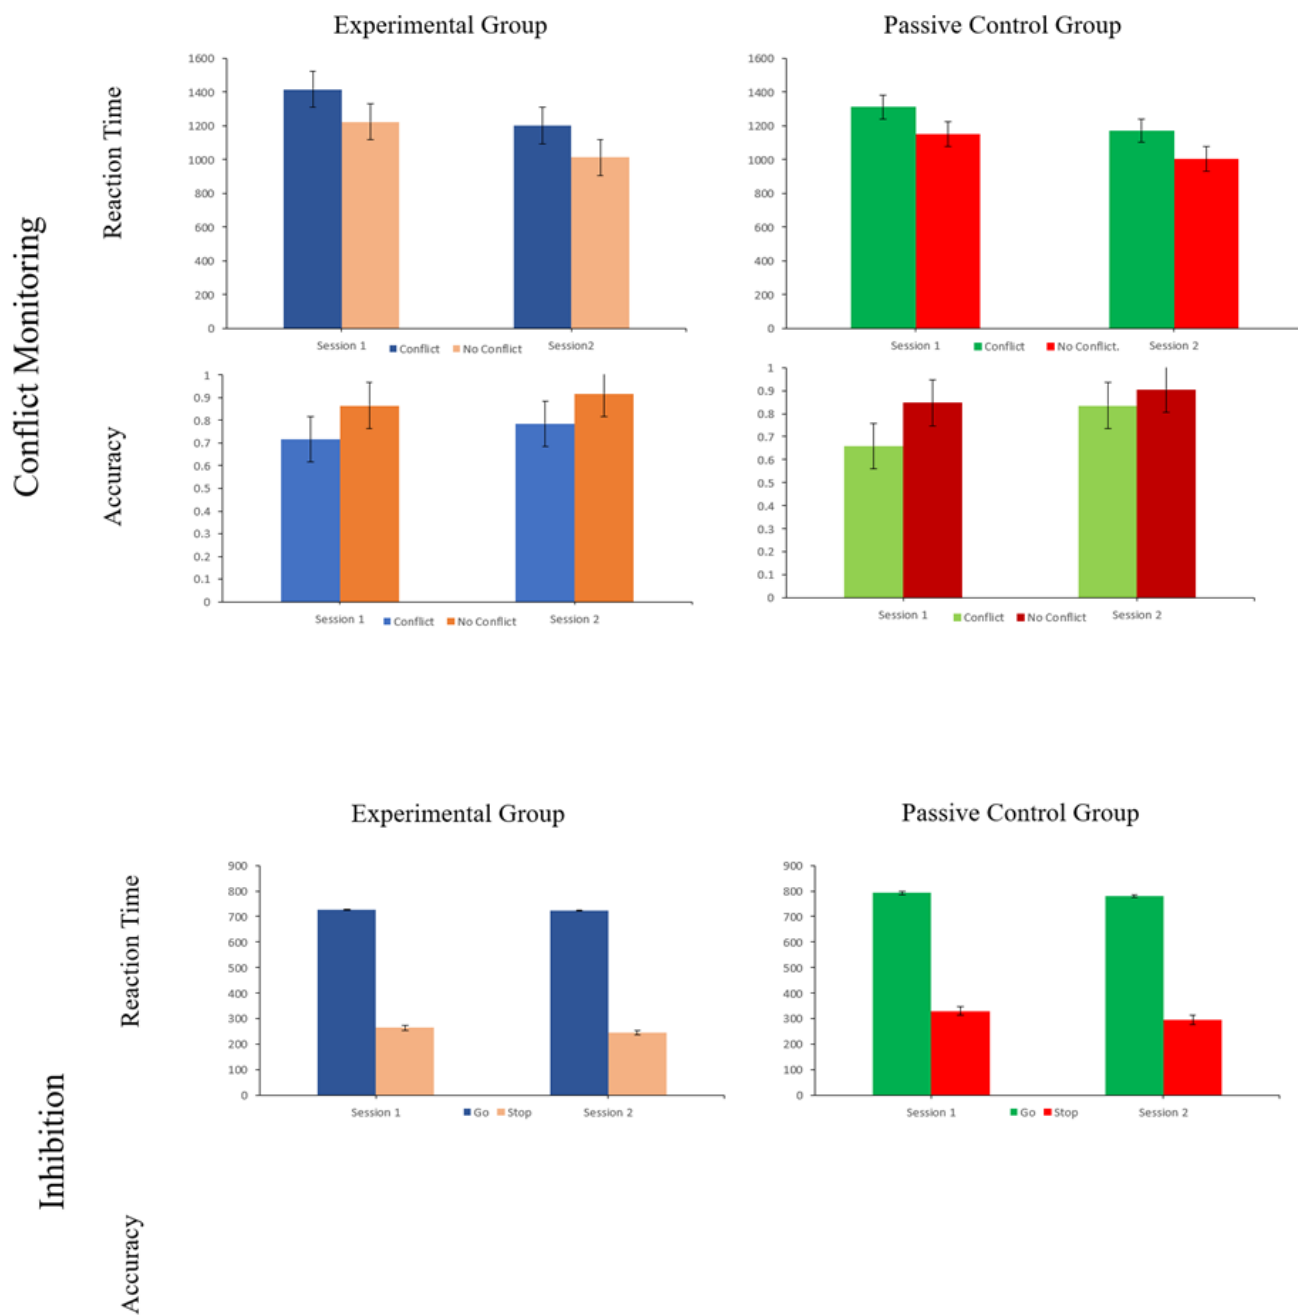 Experimental Group
Passive Control Group
Conflict Monitoring
Reaction Time
1600
1400
1200
1000
800
600
400
200
0
Session 1
Conflict
No Conflict
Session2
1600
1400
1200
1000
800
600
400
200
0
Session 1
Conflict
No Conflict.
Session 2
Accuracy
1
0.9
0.8
0.7
0.6
0.5
0.4
0.3
0.2
0.1
0
Session 1
Conflict
No Conflict
Session 2
1
0.9
0.8
0.7
0.6
0.5
0.4
0.3
0.2
0.1
0
Session 1
Conflict
No Conflict
Session 2
Experimental Group
Passive Control Group
Inhibition
Reaction Time
900
800
700
600
500
400
300
200
100
0
Session 1
Go
Stop
Session 2
900
800
700
600
500
400
300
200
100
0
Session 1
Go
Stop
Session 2
Accuracy